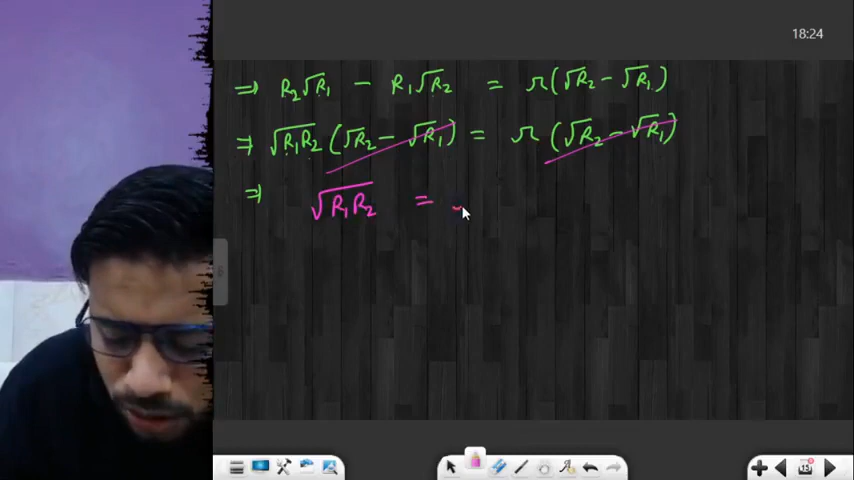 18:24
⇒ R₂√R₁ - R₁√R₂ = r(√R₂ - √R₁)
⇒ √R₁R₂ (√R₂ - √R₁) = r (√R₂ - √R₁)
⇒ √R₁R₂ =